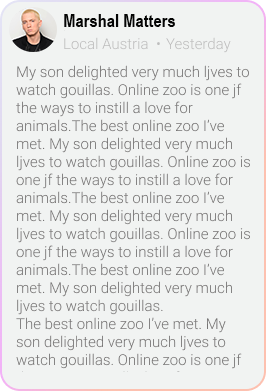 Marshal Matters
Local Austria • Yesterday
My son delighted very much ljves to
watch gouillas. Online zoo is one jf
the ways to instill a love for
animals.The best online zoo I’ve
met. My son delighted very much
ljves to watch gouillas. Online zoo is
one jf the ways to instill a love for
animals.The best online zoo I’ve
met. My son delighted very much
ljves to watch gouillas. Online zoo is
one jf the ways to instill a love for
animals.The best online zoo I’ve
met. My son delighted very much
ljves to watch gouillas.
The best online zoo I’ve met. My
son delighted very much ljves to
watch gouillas. Online zoo is one jf